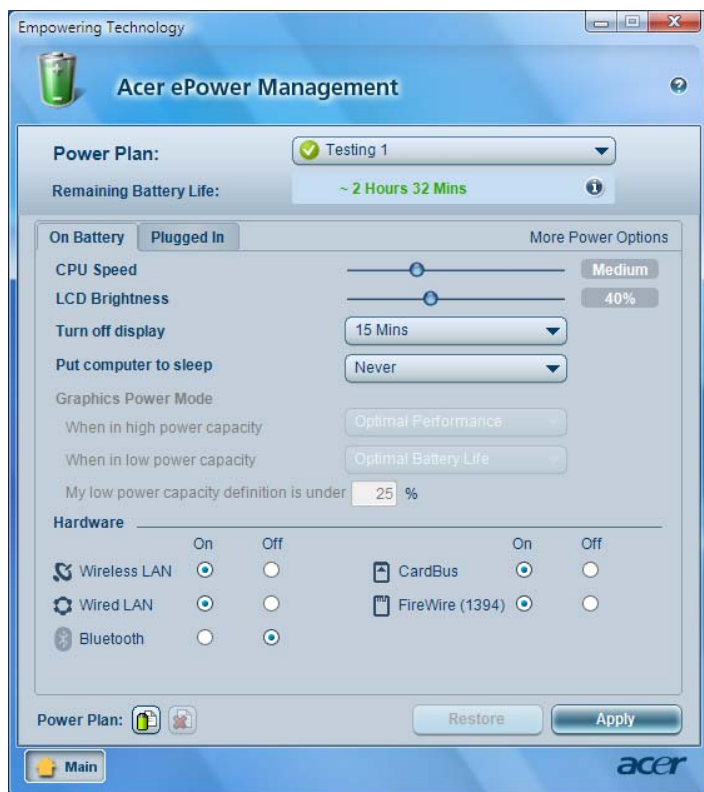 Empowering Technology
Acer ePower Management
Power Plan: Testing 1
Remaining Battery Life: ~ 2 Hours 32 Mins
On Battery Plugged In More Power Options
CPU Speed Medium
LCD Brightness 40%
Turn off display 15 Mins
Put computer to sleep Never
Graphics Power Mode
When in high power capacity Optimal Performance
When in low power capacity Optimal Battery Life
My low power capacity definition is under 25 %
Hardware
On Off On Off
Wireless LAN CardBus
Wired LAN FireWire (1394)
Bluetooth
Power Plan: Restore Apply
Main acer